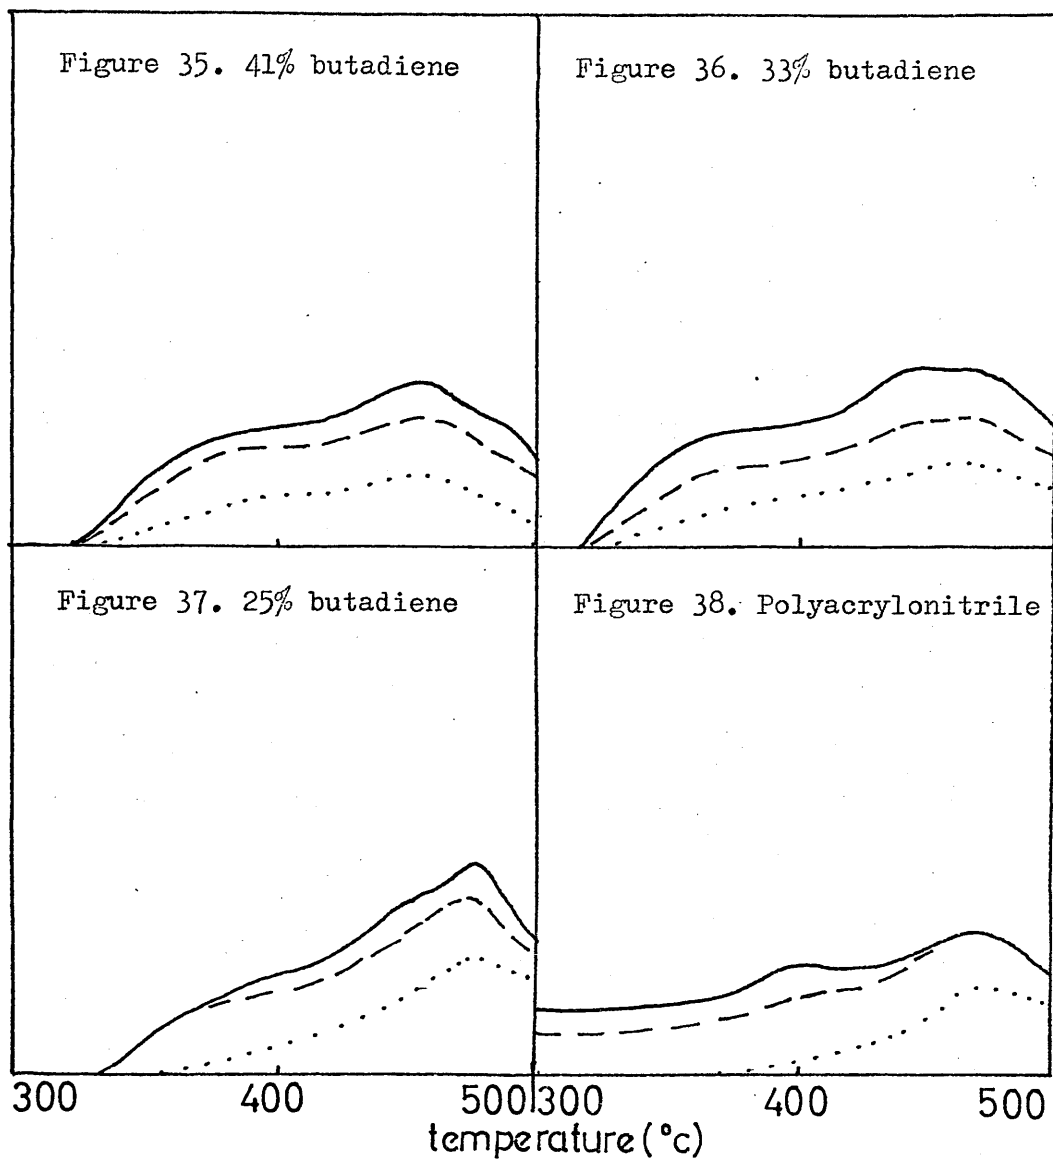 Figure 35. 41% butadiene
Figure 36. 33% butadiene
Figure 37. 25% butadiene
Figure 38. Polyacrylonitrile
300 400 500 300 400 500
temperature (°c)